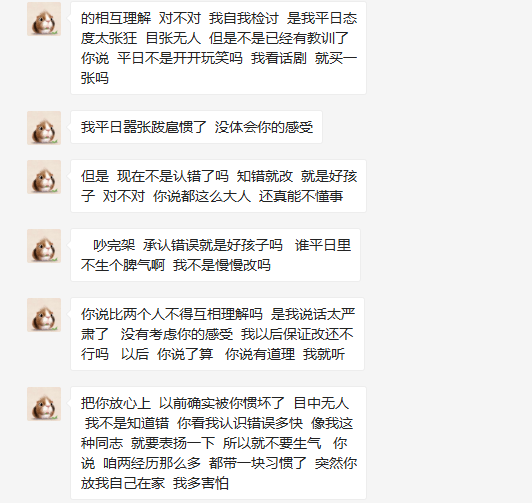 的相互理解 对不对 我自我检讨 是我平日态
度太张狂 目张无人 但是不是已经有教训了
你说 平日不是开开玩笑吗 我看话剧 就买一
张吗
我平日嚣张跋扈惯了 没体会你的感受
但是 现在不是认错了吗 知错就改 就是好孩
子 对不对 你说都这么大人 还真能不懂事
吵完架 承认错误就是好孩子吗 谁平日里
不生个脾气啊 我不是慢慢改吗
你说比两个人不得互相理解吗 是我说话太严
肃了 没有考虑你的感受 我以后保证改还不
行吗 以后 你说了算 你说有道理 我就听
把你放心上 以前确实被你惯坏了 目中无人
我不是知道错 你看我认识错误多快 像我这
种同志 就要表扬一下 所以就不要生气 你
说 咱两经历那么多 都带一块习惯了 突然你
放我自己在家 我多害怕